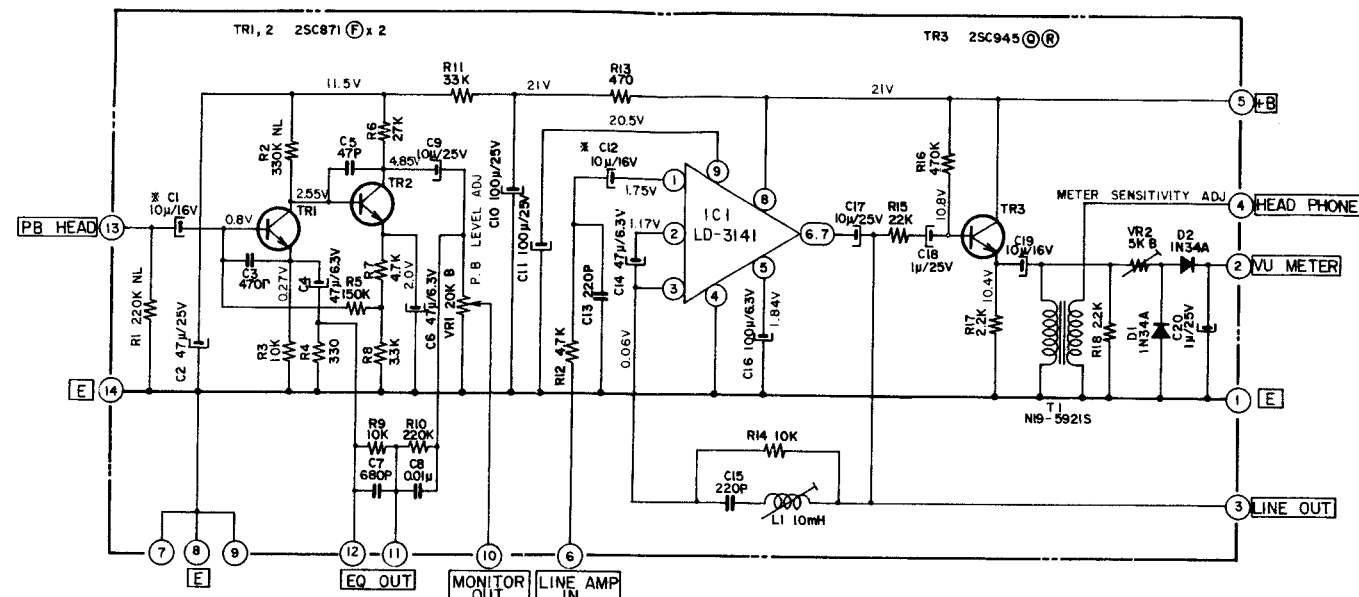 TR1, 2 2SC871 Ⓕ x 2
TR3 2SC945 Ⓠ Ⓡ
11.5V
R11
33K
21V
R13
470
21V
5
+B
R2
330K NL
R6
27K
C5
47P
4.85V
C9
10μ/25V
2.55V
TR2
TR1
20.5V
※ C12
10μ/16V
1.75V
1
9
8
R16
470K
10.8V
METER SENSITIVITY ADJ
4
HEAD PHONE
PB HEAD
13
※ C1
10μ/16V
0.8V
C3
470P
0.27V
C4
47μ/6.3V
R5
150K
R7
4.7K
2.0V
C6 47μ/6.3V
VR1 20K B
P.B LEVEL ADJ
C10 100μ/25V
C11 100μ/25V
1.17V
2
IC1
LD-3141
6.7
C17
10μ/25V
R15
22K
C18
1μ/25V
TR3
C19
10μ/16V
10.4V
VR2
5K B
D2
1N34A
2
VU METER
C14 47μ/6.3V
3
5
4
C13 220P
0.06V
C16 100μ/6.3V
1.84V
R1 220K NL
C2 47μ/25V
R3
10K
R4
330
R8
3.3K
R12 4.7K
R17
2.2K
R18 2.2K
D1
1N34A
C20
1μ/25V
E
14
T1
N19-5921S
1
E
R9
10K
R10
220K
C7
680P
C8
0.01μ
R14 10K
C15
220P
L1 10mH
3
LINE OUT
7
8
9
12
11
10
6
E
EQ OUT
MONITOR
OUT
LINE AMP
IN